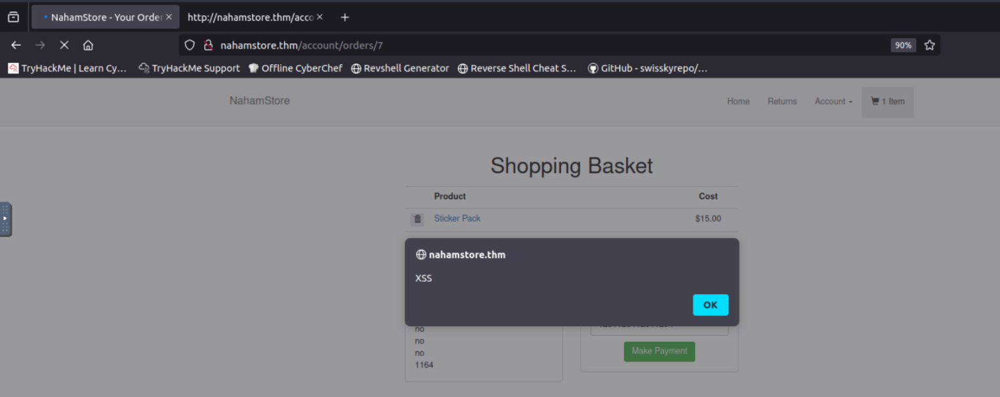 NahamStore - Your Order
http://nahamstore.thm/acco
nahamstore.thm/account/orders/7
90%
TryHackMe | Learn Cy... TryHackMe Support Offline CyberChef Revshell Generator Reverse Shell Cheat S... GitHub - swisskyrepo/...
NahamStore
Home Returns Account 1 Item
Shopping Basket
Product Cost
Sticker Pack $15.00
nahamstore.thm
XSS
OK
no
no
no
1164
Make Payment